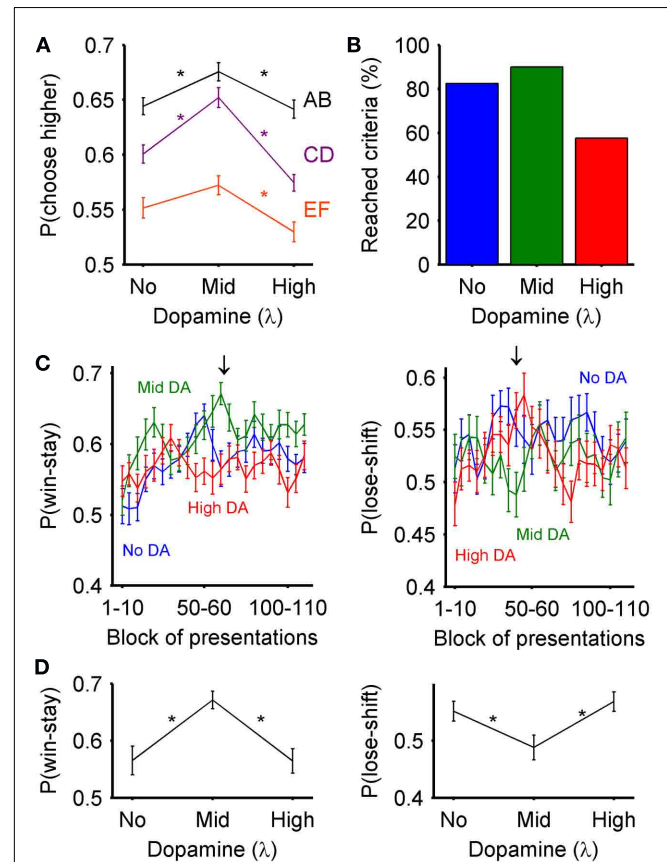 A
P(choose higher)
0.7
0.65
0.6
0.55
0.5
* *
AB
* *
CD
*
EF
No Mid High
Dopamine (λ)
B
Reached criteria (%)
100
80
60
40
20
0
No Mid High
Dopamine (λ)
C
P(win-stay)
0.7
0.6
0.5
0.4
↓
Mid DA
High DA
No DA
1-10 50-60 100-110
Block of presentations
P(lose-shift)
0.6
0.55
0.5
0.45
0.4
↓
No DA
Mid DA
High DA
1-10 50-60 100-110
Block of presentations
D
P(win-stay)
0.7
0.6
0.5
* *
No Mid High
Dopamine (λ)
P(lose-shift)
0.5
0.4
* *
No Mid High
Dopamine (λ)